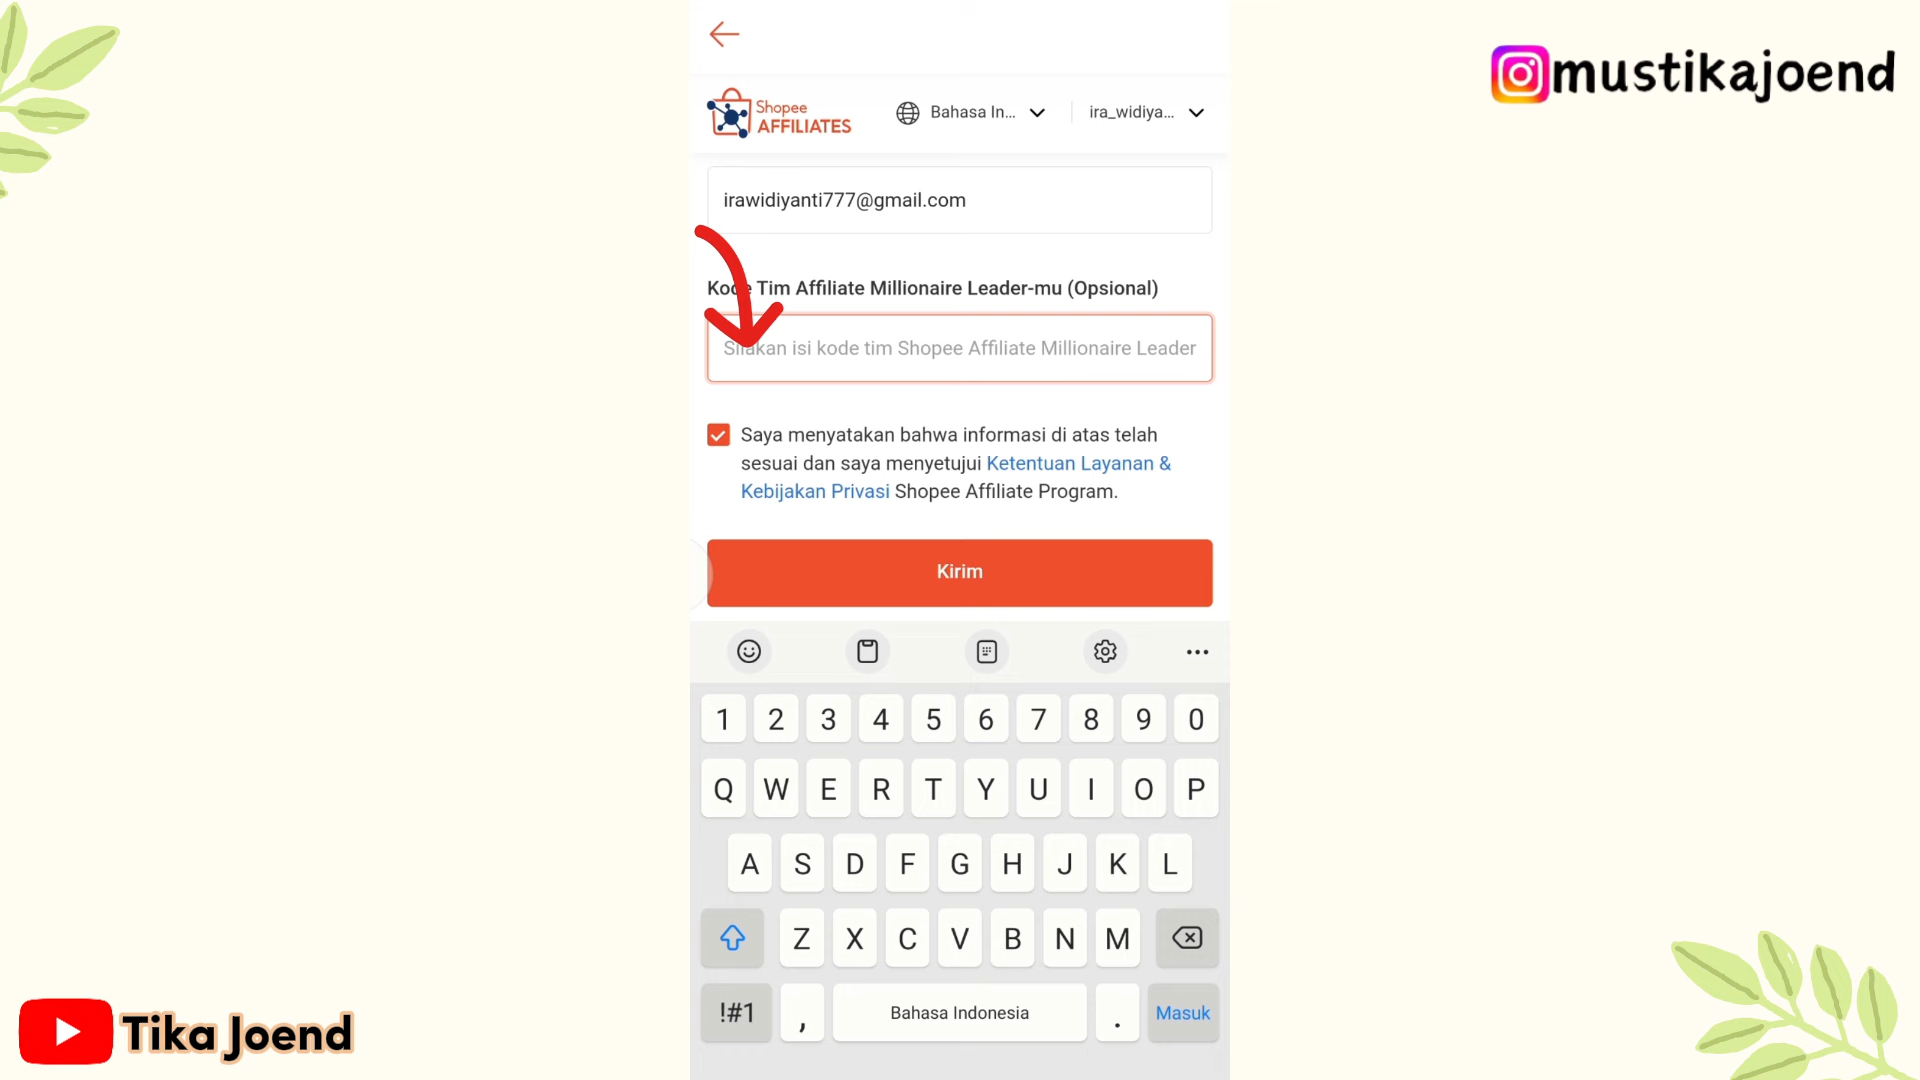 mustikajoend
Shopee
AFFILIATES
Bahasa In...
ira_widiya...
irawidiyanti777@gmail.com
Kode Tim Affiliate Millionaire Leader-mu (Opsional)
Silakan isi kode tim Shopee Affiliate Millionaire Leader
Saya menyatakan bahwa informasi di atas telah
sesuai dan saya menyetujui Ketentuan Layanan &
Kebijakan Privasi Shopee Affiliate Program.
Kirim
1 2 3 4 5 6 7 8 9 0
Q W E R T Y U I O P
A S D F G H J K L
Z X C V B N M
!#1 , Bahasa Indonesia . Masuk
Tika Joend